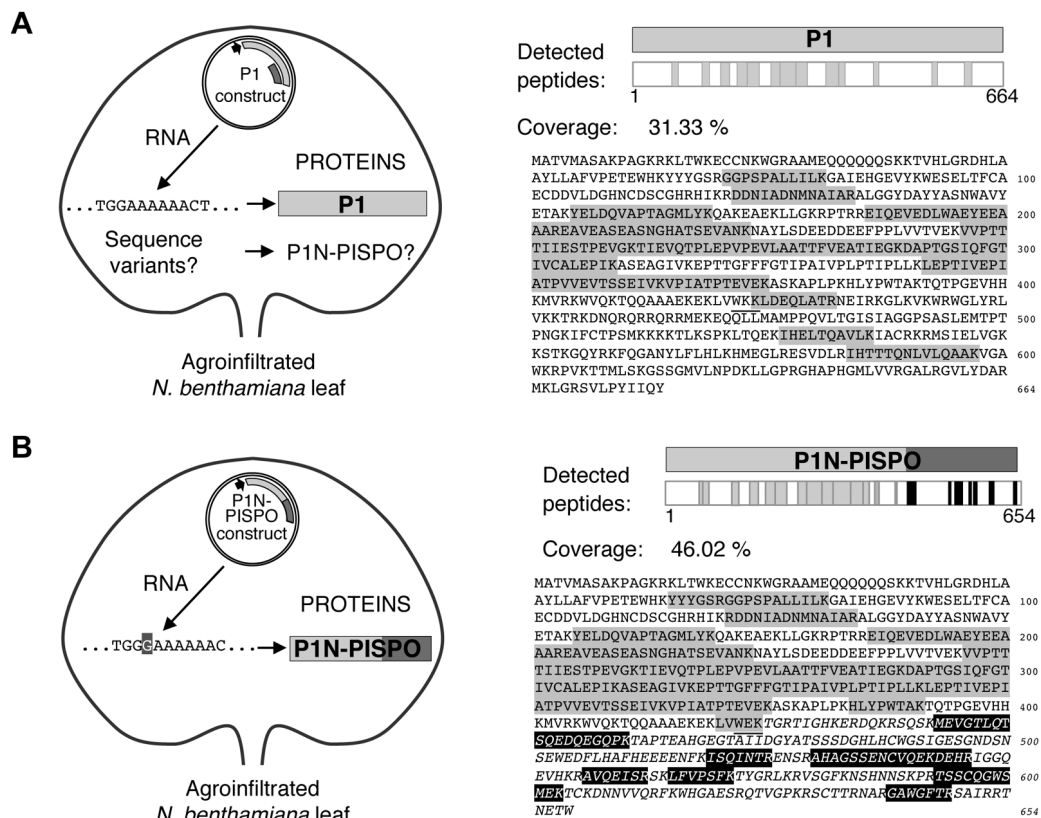 A
P1
construct
RNA
PROTEINS
...TGGAAAAAACT...
P1
Sequence
variants?
P1N-PISPO?
Agroinfiltrated
N. benthamiana leaf
P1
Detected
peptides:
1
664
Coverage: 31.33 %
MATVMASAKPAGKRKLTWKECCNKWGRAAMEQQQQQQSKKTVHLGRDHLA
AYLLAFVPETEWHKYYYGSRGGPSPALLILKGAIEHGEVYKWESELTFCA 100
ECDDVLDGHNCDSCGHRHIKRDDNIADNMNAIARALGGYDAYYASNWAVY
ETAKYELDQVAPTAGMLYKQAKEAEKLLGKRPTRREIQEVEDLWAEYEEA 200
AAREAVEASEASNGHATSEVANKNAYLSDEEDDEEFPPLVVTVEKVVPTT
TIIESTPEVGKTIEVQTPLEPVPEVLAATTFVEATIEGKDAPTGSIQFGT 300
IVCALEPIKASEAGIVKEPTTGFFFGTIPAIVPLPTIPLLKLEPTIVEPI
ATPVVEVTSSEIVKVPIATPTEVEKASKAPLPKHLYPWTAKTQTPGEVHH 400
KMVRKWVQKTQQAAAEKEKLVWKKLDEQLATRNEIRKGLKVKWRWGLYRL
VKKTRKDNQRQRRQRRMEKEQQLLMAMPPQVLTGISIAGGPSASLEMTPT 500
PNGKIFCTPSMKKKKTLKSPKLTQEKIHELTQAVLKIACRKRMSIELVGK
KSTKGQYRKFQGANYLFLHLKHMEGLRESVDLRIHTTTQNLVLQAAKVGA 600
WKRPVKTTMLSKGSSGMVLNPDKLLGPRGHAPHGMLVVRGALRGVLYDAR
MKLGRSVLPYIIQY 664
B
P1N-
PISPO
construct
RNA
PROTEINS
...TGGGAAAAAAC...
P1N-PISPO
Agroinfiltrated
N. benthamiana leaf
P1N-PISPO
Detected
peptides:
1
654
Coverage: 46.02 %
MATVMASAKPAGKRKLTWKECCNKWGRAAMEQQQQQQSKKTVHLGRDHLA
AYLLAFVPETEWHKYYYGSRGGPSPALLILKGAIEHGEVYKWESELTFCA 100
ECDDVLDGHNCDSCGHRHIKRDDNIADNMNAIARALGGYDAYYASNWAVY
ETAKYELDQVAPTAGMLYKQAKEAEKLLGKRPTRREIQEVEDLWAEYEEA 200
AAREAVEASEASNGHATSEVANKNAYLSDEEDDEEFPPLVVTVEKVVPTT
TIIESTPEVGKTIEVQTPLEPVPEVLAATTFVEATIEGKDAPTGSIQFGT 300
IVCALEPIKASEAGIVKEPTTGFFFGTIPAIVPLPTIPLLKLEPTIVEPI
ATPVVEVTSSEIVKVPIATPTEVEKASKAPLPKHLYPWTAKTQTPGEVHH 400
KMVRKWVQKTQQAAAEKEKLVWEKTGRTIGHKERDQKRSQSKMEVGTLQT
SQEDQEGQPKTAPTEAHGEGTAIIDGYATSSSDGHLHCWGSIGESGNDSN 500
SEWEDFLHAFHEEEENFKISQINTRENSRAHAGSSENCVQEKDEHRIGGQ
EVHKRAVQEISRSKLFVPSFKTYGRLKRVSGFKNSHNNSKPRTSSCQGWS 600
MEKTCKDNNVVQRFKWHGAESRQTVGPKRSCTTRNARGAWGFTRSAIRRT
NETW 654